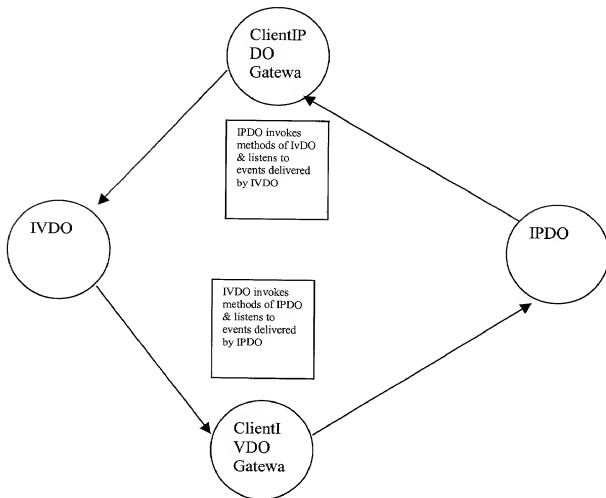 ClientIP
DO
Gatewa
IPDO invokes
methods of IvDO
& listens to
events delivered
by IVDO
IVDO
IPDO
IVDO invokes
methods of IPDO
& listens to
events delivered
by IPDO
ClientI
VDO
Gatewa